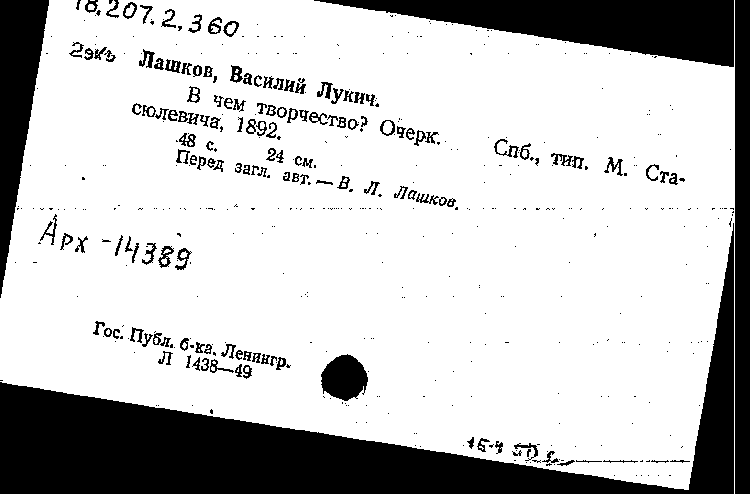 18.207.2.360
2экз Лашков, Василий Лукич.
В чем творчество? Очерк. Спб., тип. М. Ста-
сюлевича, 1892.
48 с. 24 см.
Перед загл. авт. — В. Л. Лашков.
Арх -14389
Гос. Публ. б-ка. Ленингр.
Л 1438—49